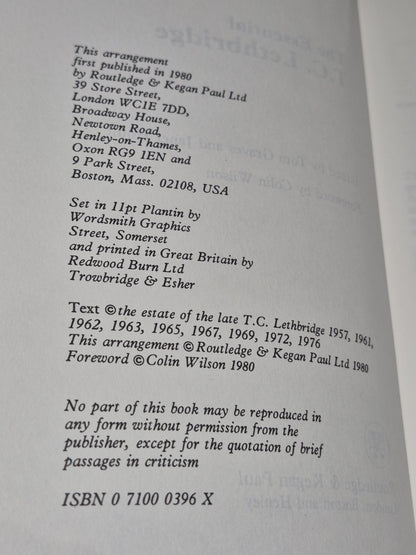 This arrangement
first published in 1980
by Routledge & Kegan Paul Ltd
39 Store Street,
London WC1E 7DD,
Broadway House,
Newtown Road,
Henley-on-Thames,
Oxon RG9 1EN and
9 Park Street,
Boston, Mass. 02108, USA
Set in 11pt Plantin by
Wordsmith Graphics
Street, Somerset
and printed in Great Britain by
Redwood Burn Ltd
Trowbridge & Esher
Text © the estate of the late T.C. Lethbridge 1957, 1961,
1962, 1963, 1965, 1967, 1969, 1972, 1976
This arrangement © Routledge & Kegan Paul Ltd 1980
Foreword © Colin Wilson 1980
No part of this book may be reproduced in
any form without permission from the
publisher, except for the quotation of brief
passages in criticism
ISBN 0 7100 0396 X